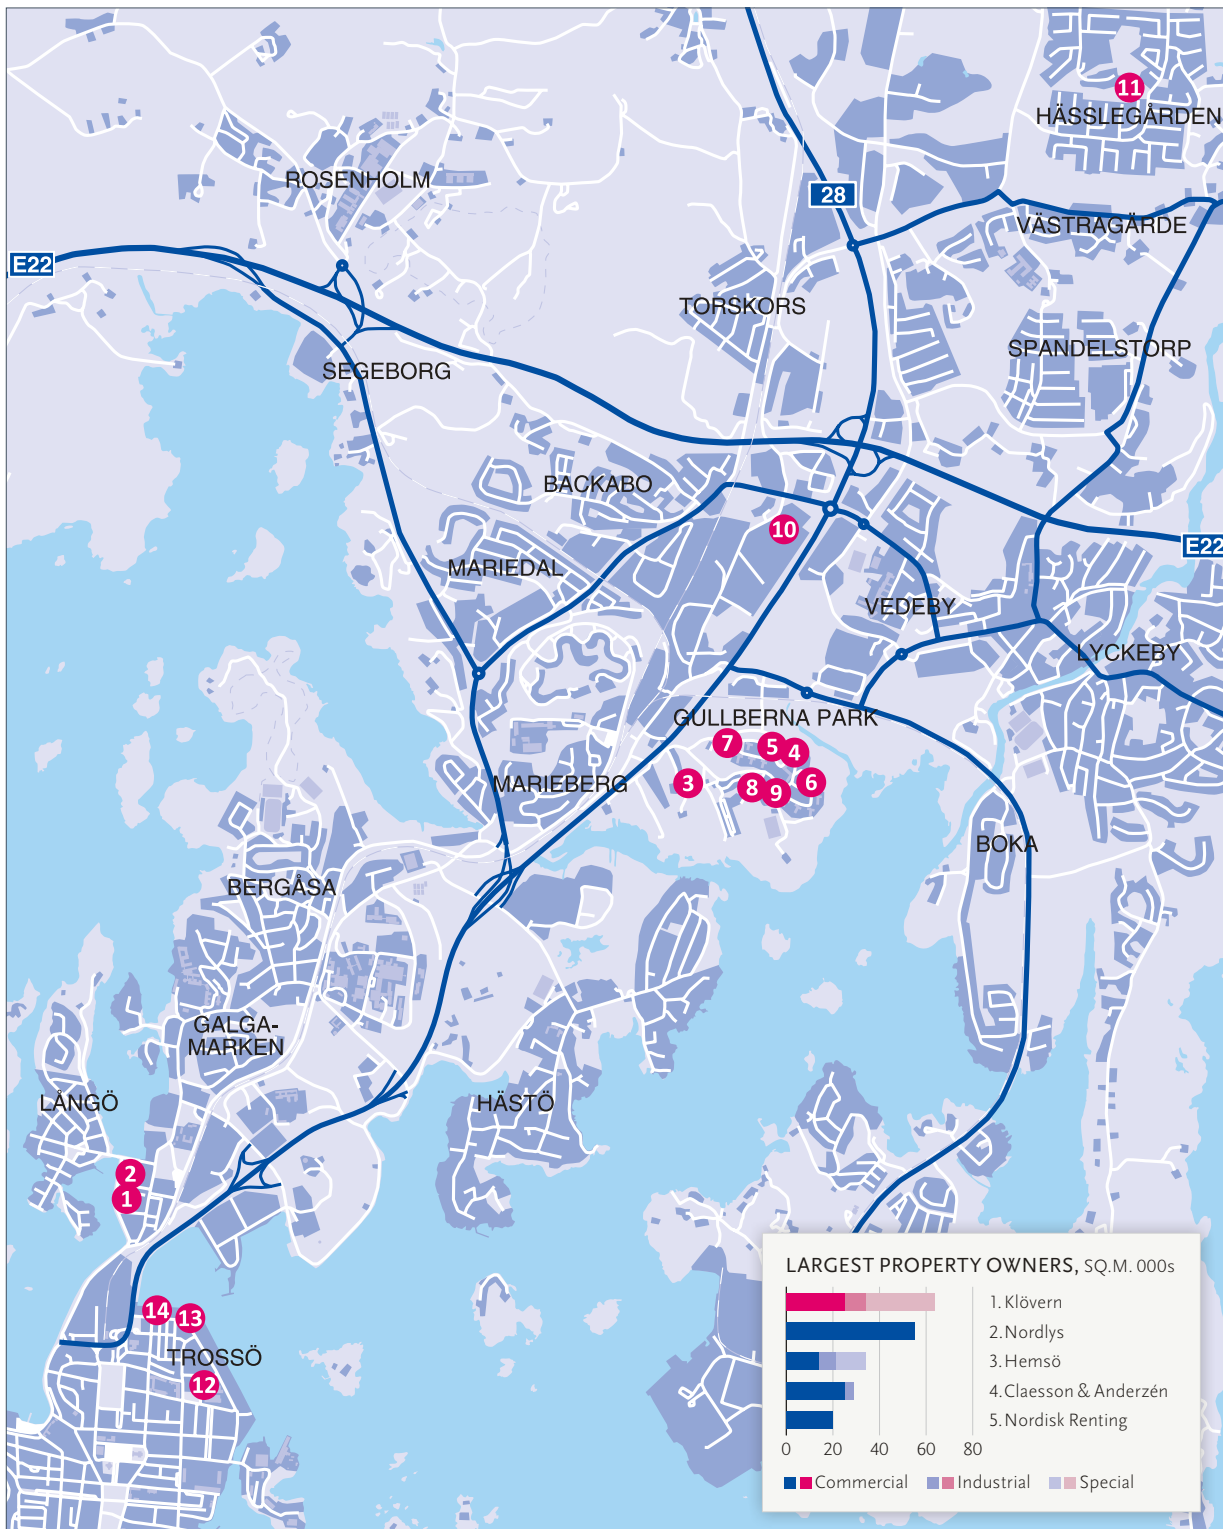 11
HÄSSLEGÅRDEN
ROSENHOLM
28
VÄSTRAGÄRDE
E22
TORSKORS
SPANDELSTORP
SEGEBORG
BACKABO
10
E22
MARIEDAL
VEDEBY
LYCKEBY
GULLBERNA PARK
7
5
4
3
8
9
6
MARIEBERG
BOKA
BERGÅSA
GALGA-
MARKEN
LÅNGÖ
HÄSTÖ
2
1
14
13
TROSSÖ
12
LARGEST PROPERTY OWNERS, SQ.M. 000s
1. Klövern
2. Nordlys
3. Hemsö
4. Claesson & Anderzén
5. Nordisk Renting
0 20 40 60 80
Commercial Industrial Special